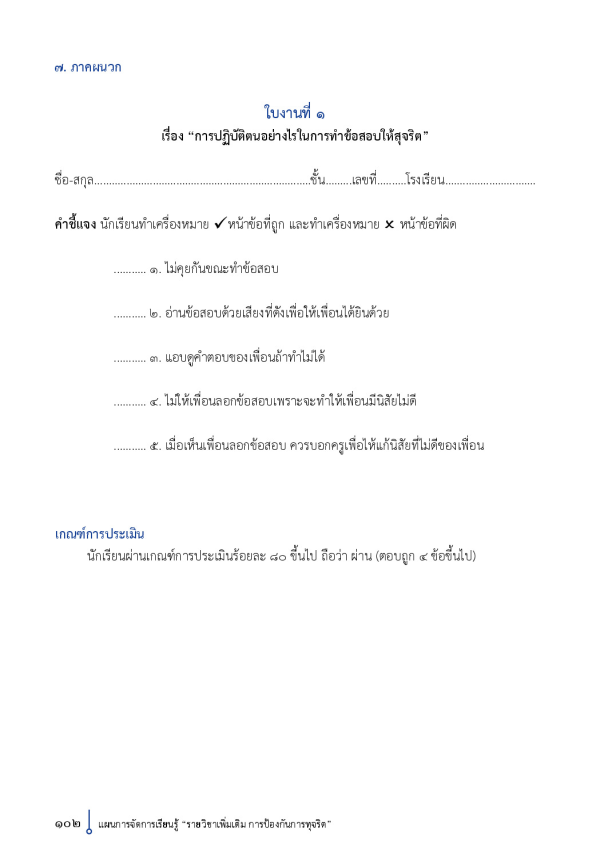 ๗. ภาคผนวก
ใบงานที่ ๑
เรื่อง “การปฏิบัติตนอย่างไรในการทำข้อสอบให้สุจริต”
ชื่อ-สกุล..........................................................................ชั้น.........เลขที่..........โรงเรียน...............................
คำชี้แจง นักเรียนทำเครื่องหมาย ✓ หน้าข้อที่ถูก และทำเครื่องหมาย ✗ หน้าข้อที่ผิด
........... ๑. ไม่คุยกันขณะทำข้อสอบ
........... ๒. อ่านข้อสอบด้วยเสียงที่ดังเพื่อให้เพื่อนได้ยินด้วย
........... ๓. แอบดูคำตอบของเพื่อนถ้าทำไม่ได้
........... ๔. ไม่ให้เพื่อนลอกข้อสอบเพราะจะทำให้เพื่อนมีนิสัยไม่ดี
........... ๕. เมื่อเห็นเพื่อนลอกข้อสอบ ควรบอกครูเพื่อให้แก้นิสัยที่ไม่ดีของเพื่อน
เกณฑ์การประเมิน
นักเรียนผ่านเกณฑ์การประเมินร้อยละ ๘๐ ขึ้นไป ถือว่า ผ่าน (ตอบถูก ๔ ข้อขึ้นไป)
๑๐๒ แผนการจัดการเรียนรู้ “รายวิชาเพิ่มเติม การป้องกันการทุจริต”